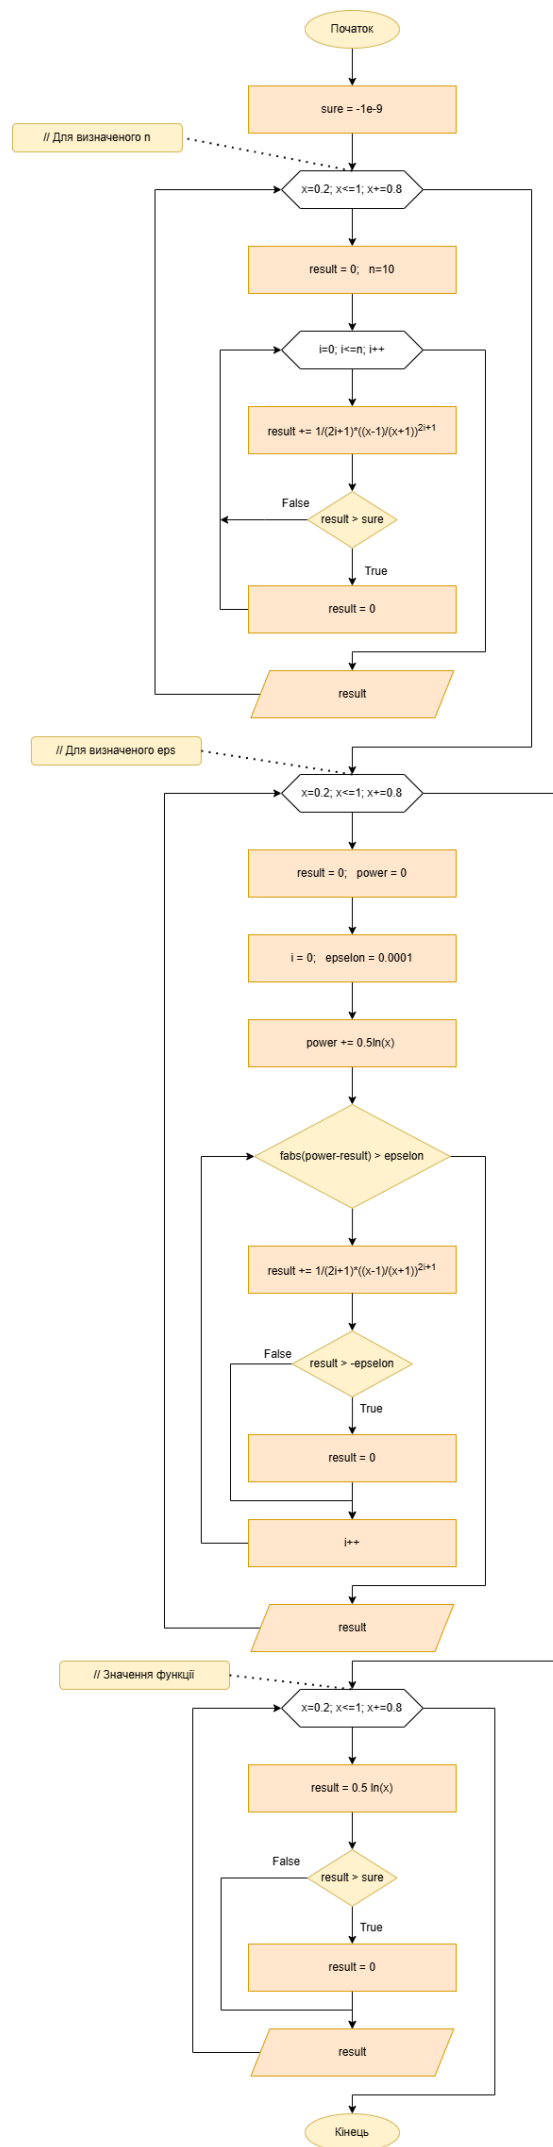 Початок
sure = -1e-9
// Для визначеного n
x=0.2; x<=1; x+=0.8
result = 0;   n=10
i=0; i<=n; i++
result += 1/(2i+1)*((x-1)/(x+1))^2i+1
False
result > sure
True
result = 0
result
// Для визначеного eps
x=0.2; x<=1; x+=0.8
result = 0;   power = 0
i = 0;   epselon = 0.0001
power += 0.5ln(x)
fabs(power-result) > epselon
result += 1/(2i+1)*((x-1)/(x+1))^2i+1
False
result > -epselon
True
result = 0
i++
result
// Значення функції
x=0.2; x<=1; x+=0.8
result = 0.5 ln(x)
False
result > sure
True
result = 0
result
Кінець